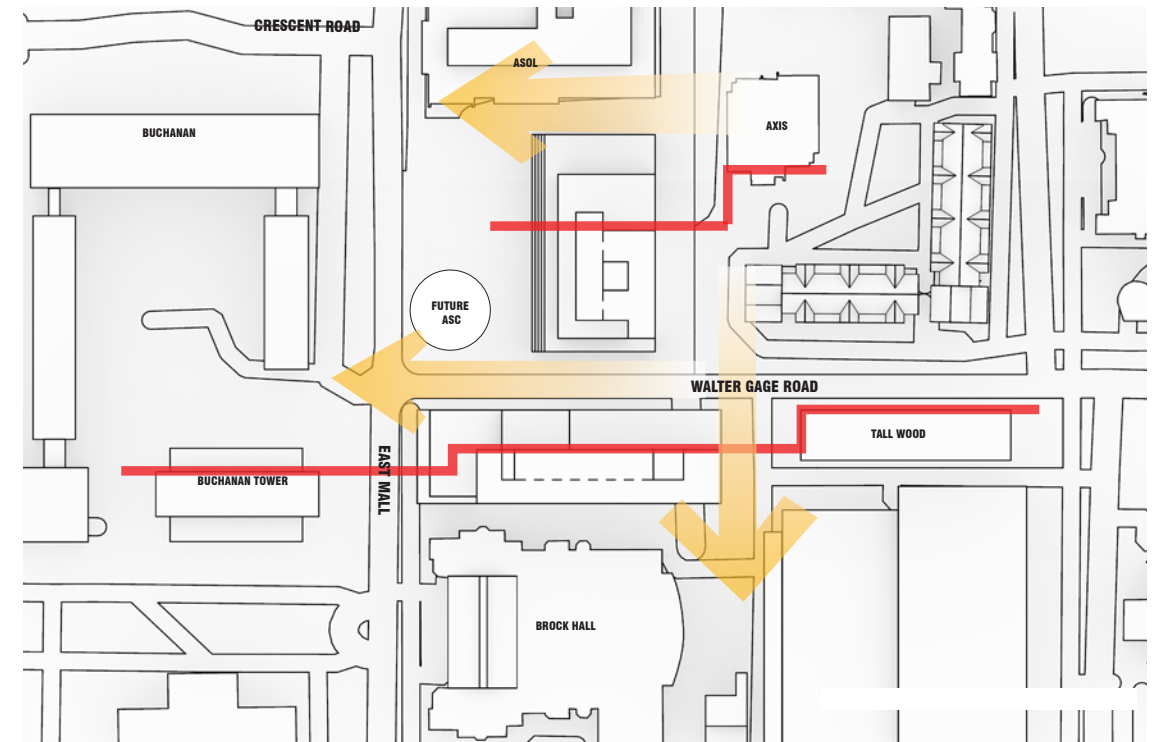 CRESCENT ROAD
ASOL
BUCHANAN
AXIS
FUTURE
ASC
WALTER GAGE ROAD
TALL WOOD
EAST MALL
BUCHANAN TOWER
BROCK HALL